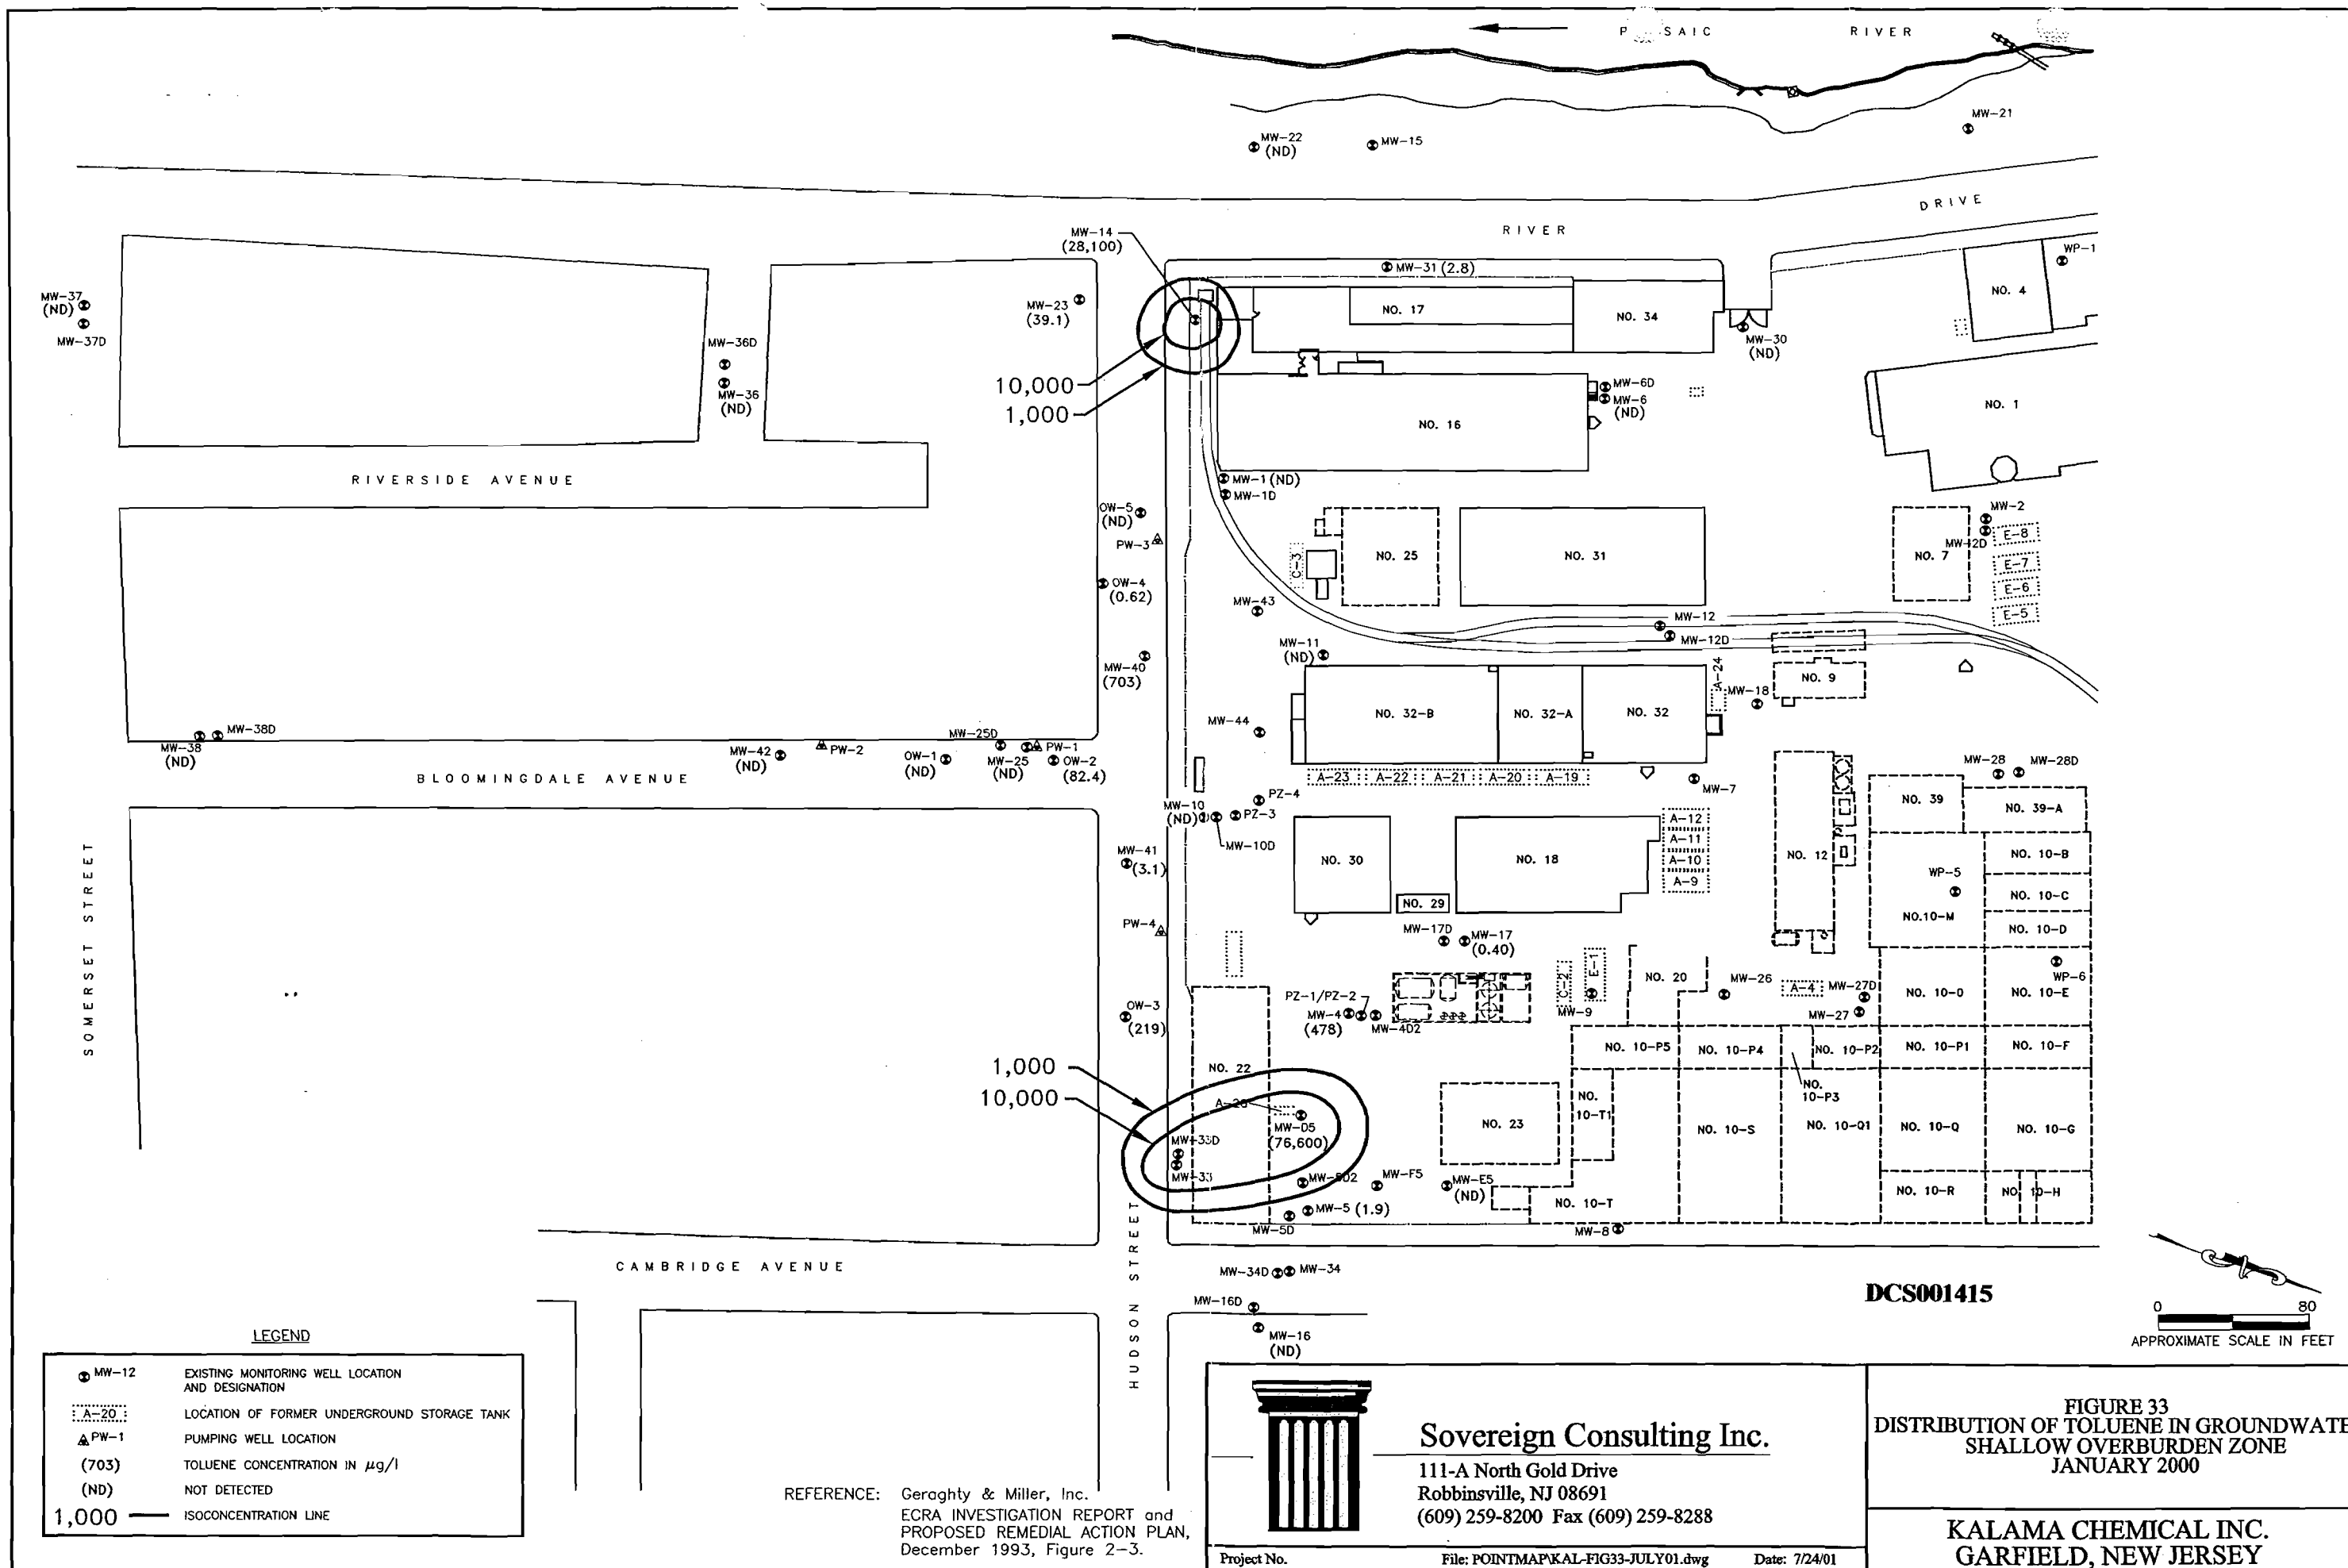 RIVER
MW-21
MW-22
(ND)
MW-15
DRIVE
RIVER
MW-14
(28,100)
WP-1
MW-31 (2.8)
MW-37
(ND)
MW-37D
MW-23
(39.1)
NO. 17
NO. 34
NO. 4
MW-30
(ND)
MW-36D
MW-36
(ND)
10,000
1,000
MW-6D
MW-6
(ND)
NO. 16
NO. 1
RIVERSIDE AVENUE
MW-1 (ND)
MW-1D
OW-5
(ND)
PW-3
MW-2
MW-2D
E-8
E-7
E-6
E-5
NO. 7
C-3
NO. 25
NO. 31
OW-4
(0.62)
MW-43
MW-12
MW-12D
MW-11
(ND)
MW-40
(703)
A-24
MW-18
NO. 9
NO. 32-B
NO. 32-A
NO. 32
MW-44
MW-38D
MW-38
(ND)
MW-42
(ND)
PW-2
OW-1
(ND)
MW-25D
MW-25
(ND)
PW-1
OW-2
(82.4)
BLOOMINGDALE AVENUE
A-23
A-22
A-21
A-20
A-19
MW-7
MW-28
MW-28D
PZ-4
MW-10
(ND)
PZ-3
MW-10D
NO. 39
NO. 39-A
A-12
A-11
A-10
A-9
NO. 30
NO. 18
NO. 12
NO. 10-B
NO. 10-C
NO. 10-D
WP-5
NO.10-M
MW-41
(3.1)
NO. 29
PW-4
MW-17D
MW-17
(0.40)
SOMERSET STREET
WP-6
C-2
E-1
MW-9
NO. 20
MW-26
A-4
MW-27D
MW-27
NO. 10-O
NO. 10-E
OW-3
(219)
PZ-1/PZ-2
MW-4
(478)
MW-4D2
NO. 10-P5
NO. 10-P4
NO. 10-P2
NO. 10-P1
NO. 10-F
1,000
10,000
NO. 22
MW-D5
(76,600)
MW-33D
MW-33
NO. 23
NO.
10-T1
NO.
10-P3
NO. 10-S
NO. 10-Q1
NO. 10-Q
NO. 10-G
MW-5D2
MW-F5
MW-E5
(ND)
MW-5 (1.9)
MW-5D
NO. 10-T
NO. 10-R
NO. 10-H
MW-8
CAMBRIDGE AVENUE
HUDSON STREET
MW-34D
MW-34
MW-16D
MW-16
(ND)
DCS001415
0 80
APPROXIMATE SCALE IN FEET
LEGEND
MW-12 EXISTING MONITORING WELL LOCATION
AND DESIGNATION
A-20 LOCATION OF FORMER UNDERGROUND STORAGE TANK
PW-1 PUMPING WELL LOCATION
(703) TOLUENE CONCENTRATION IN µg/l
(ND) NOT DETECTED
1,000 ISOCONCENTRATION LINE
REFERENCE: Geraghty & Miller, Inc.
ECRA INVESTIGATION REPORT and
PROPOSED REMEDIAL ACTION PLAN,
December 1993, Figure 2-3.
Sovereign Consulting Inc.
111-A North Gold Drive
Robbinsville, NJ 08691
(609) 259-8200 Fax (609) 259-8288
Project No. File: POINTMAP\KAL-FIG33-JULY01.dwg Date: 7/24/01
FIGURE 33
DISTRIBUTION OF TOLUENE IN GROUNDWATE
SHALLOW OVERBURDEN ZONE
JANUARY 2000
KALAMA CHEMICAL INC.
GARFIELD, NEW JERSEY